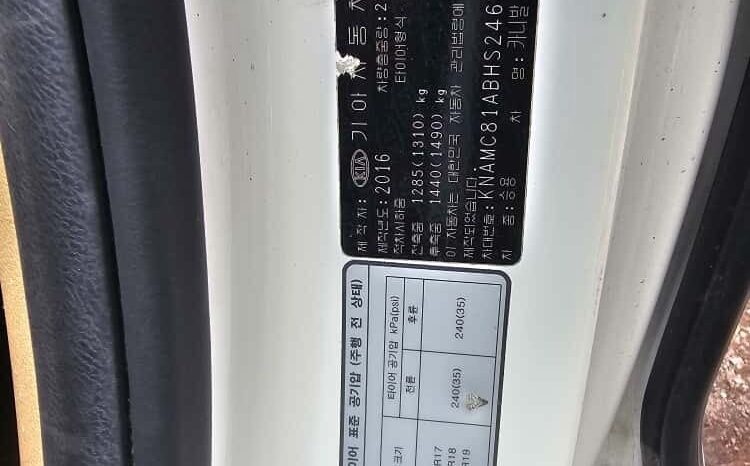 제 작 자: KIA 기 아 자 동 차
제작년도: 2016 차량총중량: 2
적차시하중 타이어형식
전축중 1285(1310) kg
후축중 1440(1490) kg
이 자동차는 대한민국 자동차 관리법령에
제작되었습니다.
차대번호: KNAMC81ABHS246
차 종: 승용 차 명: 카니발
이어 표준 공기압 (주행 전 상태)
크기 타이어 공기압 kPa(psi)
전륜 후륜
R17
R18
R19
240(35) 240(35)